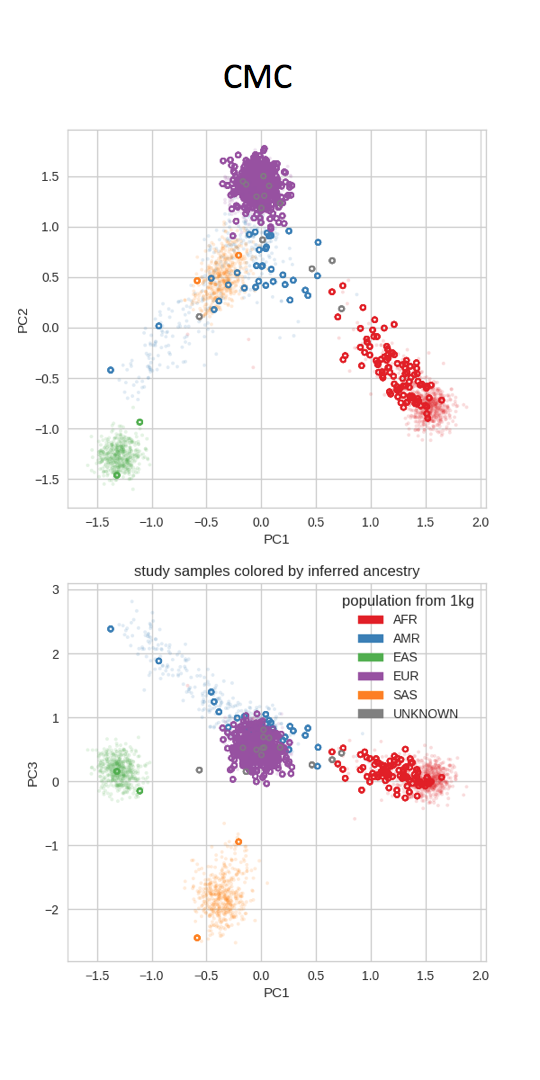 CMC
1.5
1.0
0.5
0.0
−0.5
−1.0
−1.5
PC2
−1.5 −1.0 −0.5 0.0 0.5 1.0 1.5 2.0
PC1
study samples colored by inferred ancestry
3
2
1
0
−1
−2
PC3
population from 1kg
AFR
AMR
EAS
EUR
SAS
UNKNOWN
−1.5 −1.0 −0.5 0.0 0.5 1.0 1.5 2.0
PC1